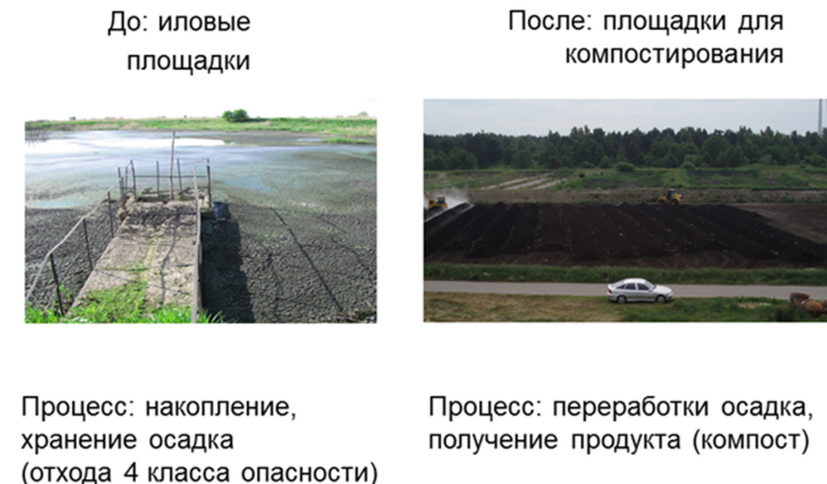 До: иловые
площадки
После: площадки для
компостирования
Процесс: накопление,
хранение осадка
(отхода 4 класса опасности)
Процесс: переработки осадка,
получение продукта (компост)